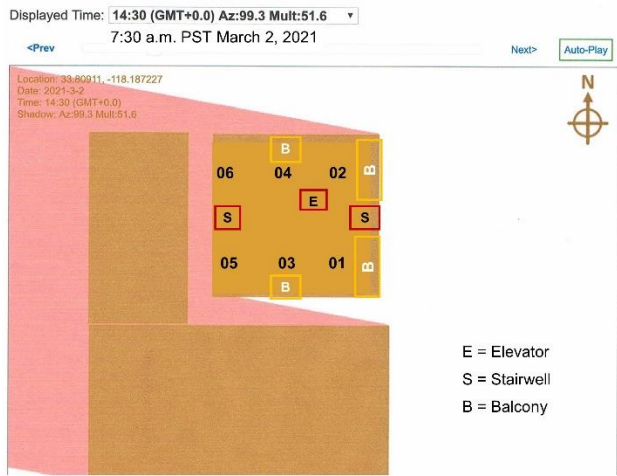 Displayed Time: 14:30 (GMT+0.0) Az:99.3 Mult:51.6
7:30 a.m. PST March 2, 2021
<Prev Next> Auto-Play
Location: 33.80911, -118.187227
Date: 2021-3-2
Time: 14:30 (GMT+0.0)
Shadow: Az:99.3 Mult:51.6
N
B
06 04 02 B
E
S S
05 03 01 B
B
E = Elevator
S = Stairwell
B = Balcony